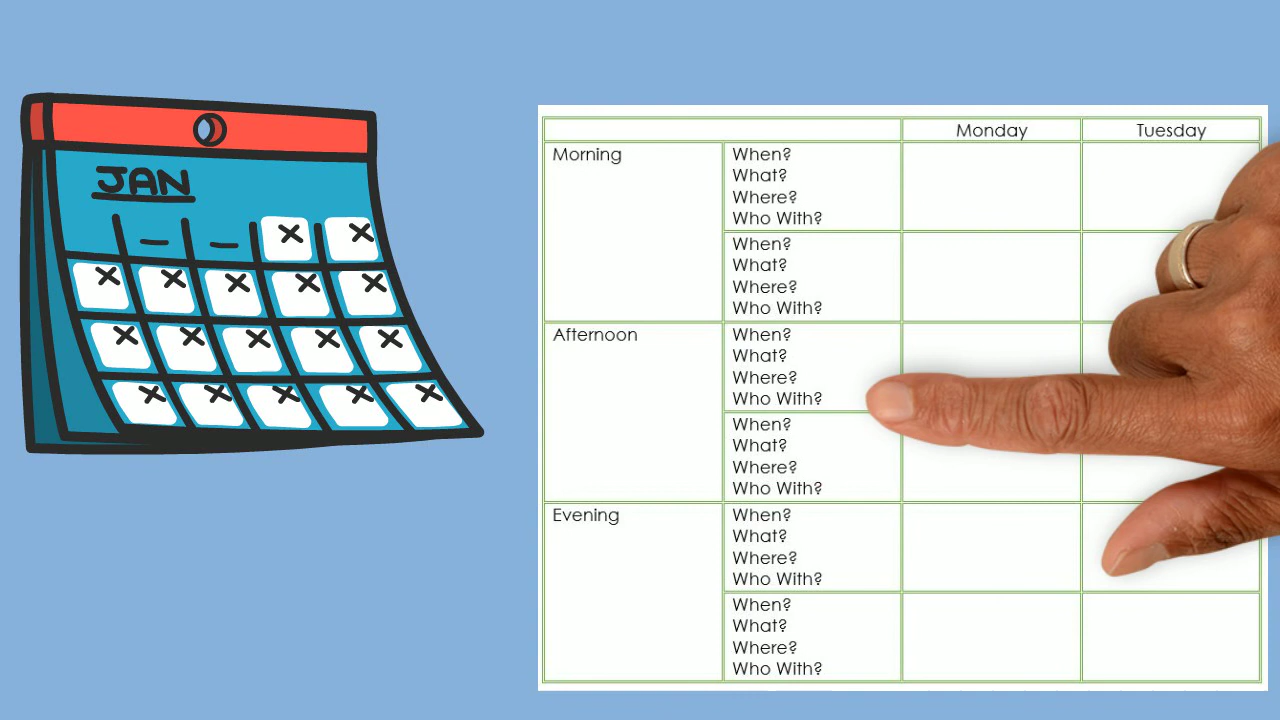 JAN
Monday Tuesday
Morning
When?
What?
Where?
Who With?
When?
What?
Where?
Who With?
Afternoon
When?
What?
Where?
Who With?
When?
What?
Where?
Who With?
Evening
When?
What?
Where?
Who With?
When?
What?
Where?
Who With?